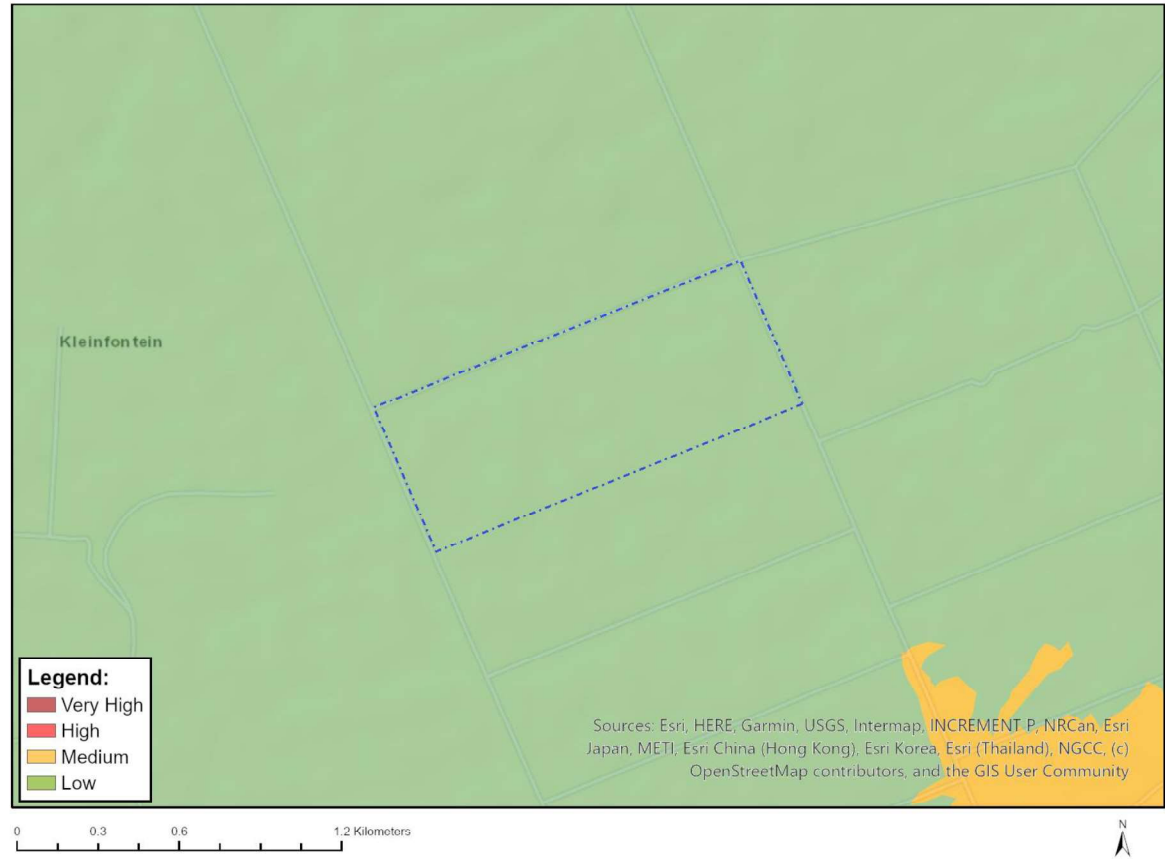 Kleinfontein
Legend:
Very High
High
Medium
Low
Sources: Esri, HERE, Garmin, USGS, Intermap, INCREMENT P, NRCan, Esri
Japan, METI, Esri China (Hong Kong), Esri Korea, Esri (Thailand), NGCC, (c)
OpenStreetMap contributors, and the GIS User Community
0 0.3 0.6 1.2 Kilometers
N